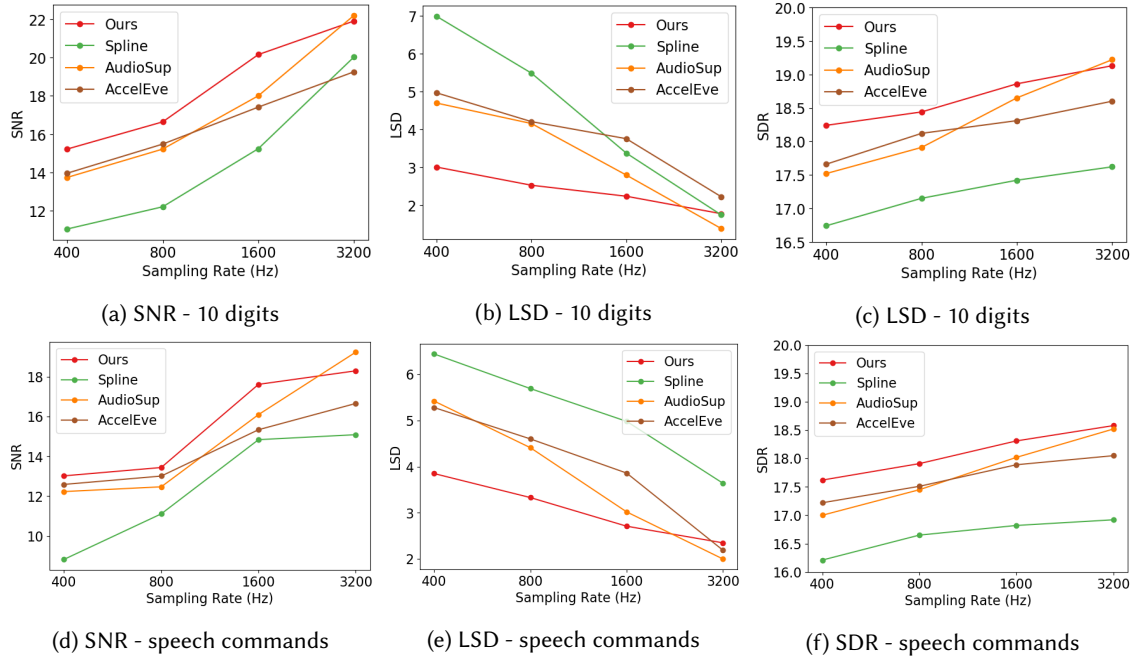 SNR
22
20
18
16
14
12
Ours
Spline
AudioSup
AccelEve
400 800 1600 3200
Sampling Rate (Hz)
(a) SNR - 10 digits
LSD
7
6
5
4
3
2
Ours
Spline
AudioSup
AccelEve
400 800 1600 3200
Sampling Rate (Hz)
(b) LSD - 10 digits
SDR
20.0
19.5
19.0
18.5
18.0
17.5
17.0
16.5
Ours
Spline
AudioSup
AccelEve
400 800 1600 3200
Sampling Rate (Hz)
(c) LSD - 10 digits
SNR
18
16
14
12
10
Ours
Spline
AudioSup
AccelEve
400 800 1600 3200
Sampling Rate (Hz)
(d) SNR - speech commands
LSD
6
5
4
3
2
Ours
Spline
AudioSup
AccelEve
400 800 1600 3200
Sampling Rate (Hz)
(e) LSD - speech commands
SDR
20.0
19.5
19.0
18.5
18.0
17.5
17.0
16.5
16.0
Ours
Spline
AudioSup
AccelEve
400 800 1600 3200
Sampling Rate (Hz)
(f) SDR - speech commands